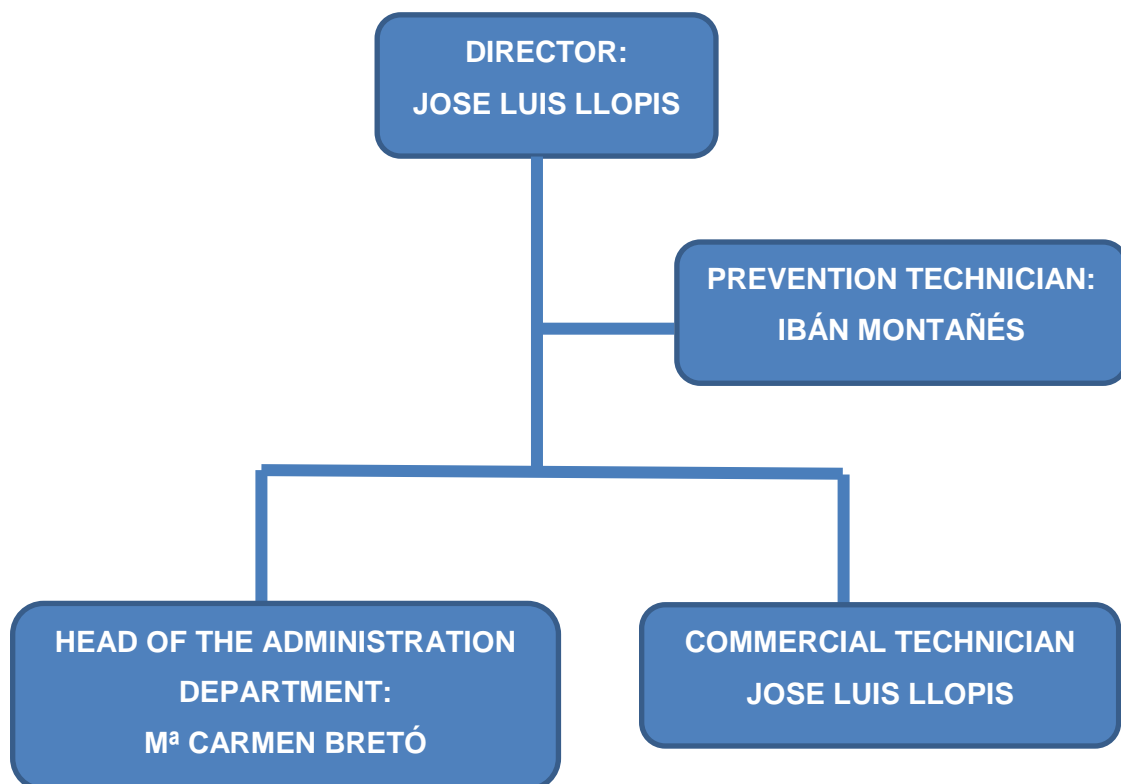 DIRECTOR:
JOSE LUIS LLOPIS
PREVENTION TECHNICIAN:
IBÁN MONTAÑÉS
HEAD OF THE ADMINISTRATION
DEPARTMENT:
Mª CARMEN BRETÓ
COMMERCIAL TECHNICIAN
JOSE LUIS LLOPIS